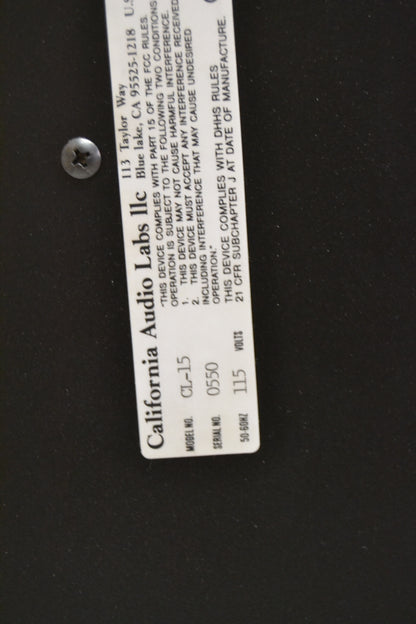 California Audio Labs llc
113 Taylor Way
Blue lake, CA 95525-1218 U.S
"THIS DEVICE COMPLIES WITH PART 15 OF THE FCC RULES.
OPERATION IS SUBJECT TO THE FOLLOWING TWO CONDITIONS
1. THIS DEVICE MAY NOT CAUSE HARMFUL INTERFERENCE.
2. THIS DEVICE MUST ACCEPT ANY INTERFERENCE RECEIVED
INCLUDING INTERFERENCE THAT MAY CAUSE UNDESIRED
OPERATION."
THIS DEVICE COMPLIES WITH DHHS RULES
21 CFR SUBCHAPTER J AT DATE OF MANUFACTURE.
MODEL NO. CL-15
SERIAL NO. 0550
50-60HZ 115 VOLTS